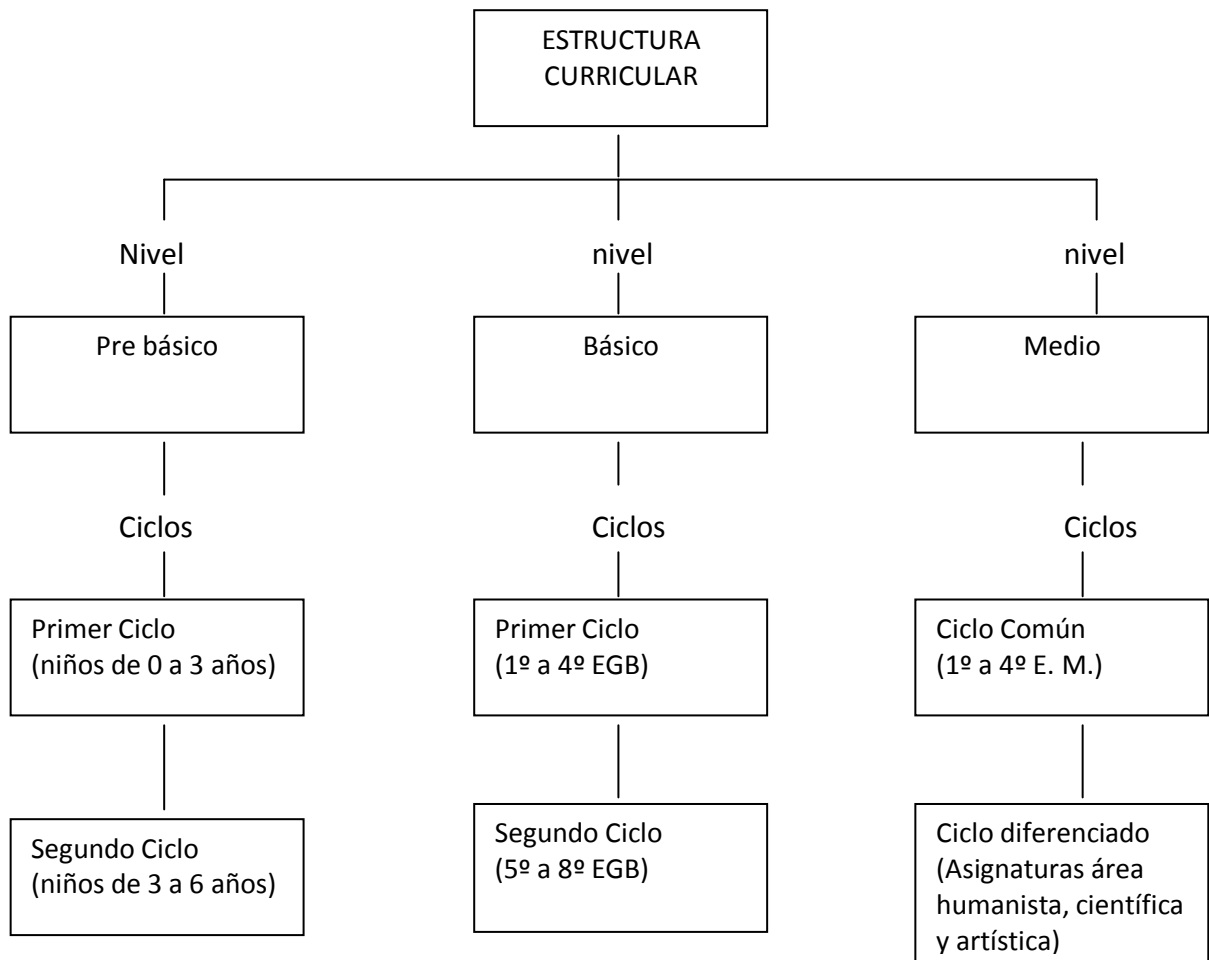 ESTRUCTURA
CURRICULAR
Nivel
nivel
nivel
Pre básico
Básico
Medio
Ciclos
Ciclos
Ciclos
Primer Ciclo
(niños de 0 a 3 años)
Primer Ciclo
(1º a 4º EGB)
Ciclo Común
(1º a 4º E. M.)
Segundo Ciclo
(niños de 3 a 6 años)
Segundo Ciclo
(5º a 8º EGB)
Ciclo diferenciado
(Asignaturas área
humanista, científica
y artística)